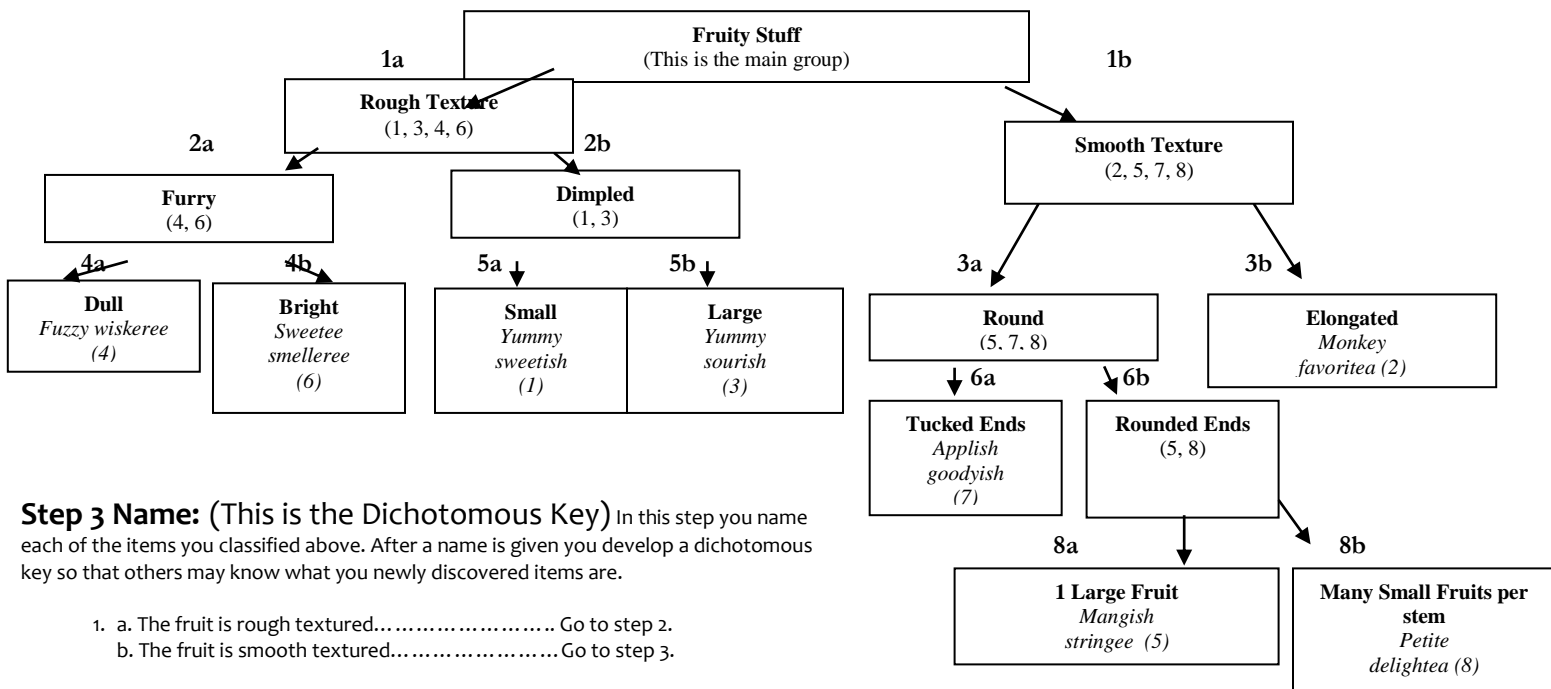 Fruity Stuff
(This is the main group)
1a
1b
Rough Texture
(1, 3, 4, 6)
Smooth Texture
(2, 5, 7, 8)
2a
2b
Furry
(4, 6)
Dimpled
(1, 3)
4a
4b
5a
5b
3a
3b
Dull
Fuzzy wiskeree
(4)
Bright
Sweetee
smelleree
(6)
Small
Yummy
sweetish
(1)
Large
Yummy
sourish
(3)
Round
(5, 7, 8)
Elongated
Monkey
favoritea (2)
6a
6b
Tucked Ends
Applish
goodyish
(7)
Rounded Ends
(5, 8)
8a
8b
1 Large Fruit
Mangish
stringee (5)
Many Small Fruits per
stem
Petite
delightea (8)
Step 3 Name: (This is the Dichotomous Key) In this step you name
each of the items you classified above. After a name is given you develop a dichotomous
key so that others may know what you newly discovered items are.
1. a. The fruit is rough textured…………………….. Go to step 2.
b. The fruit is smooth textured……………………Go to step 3.